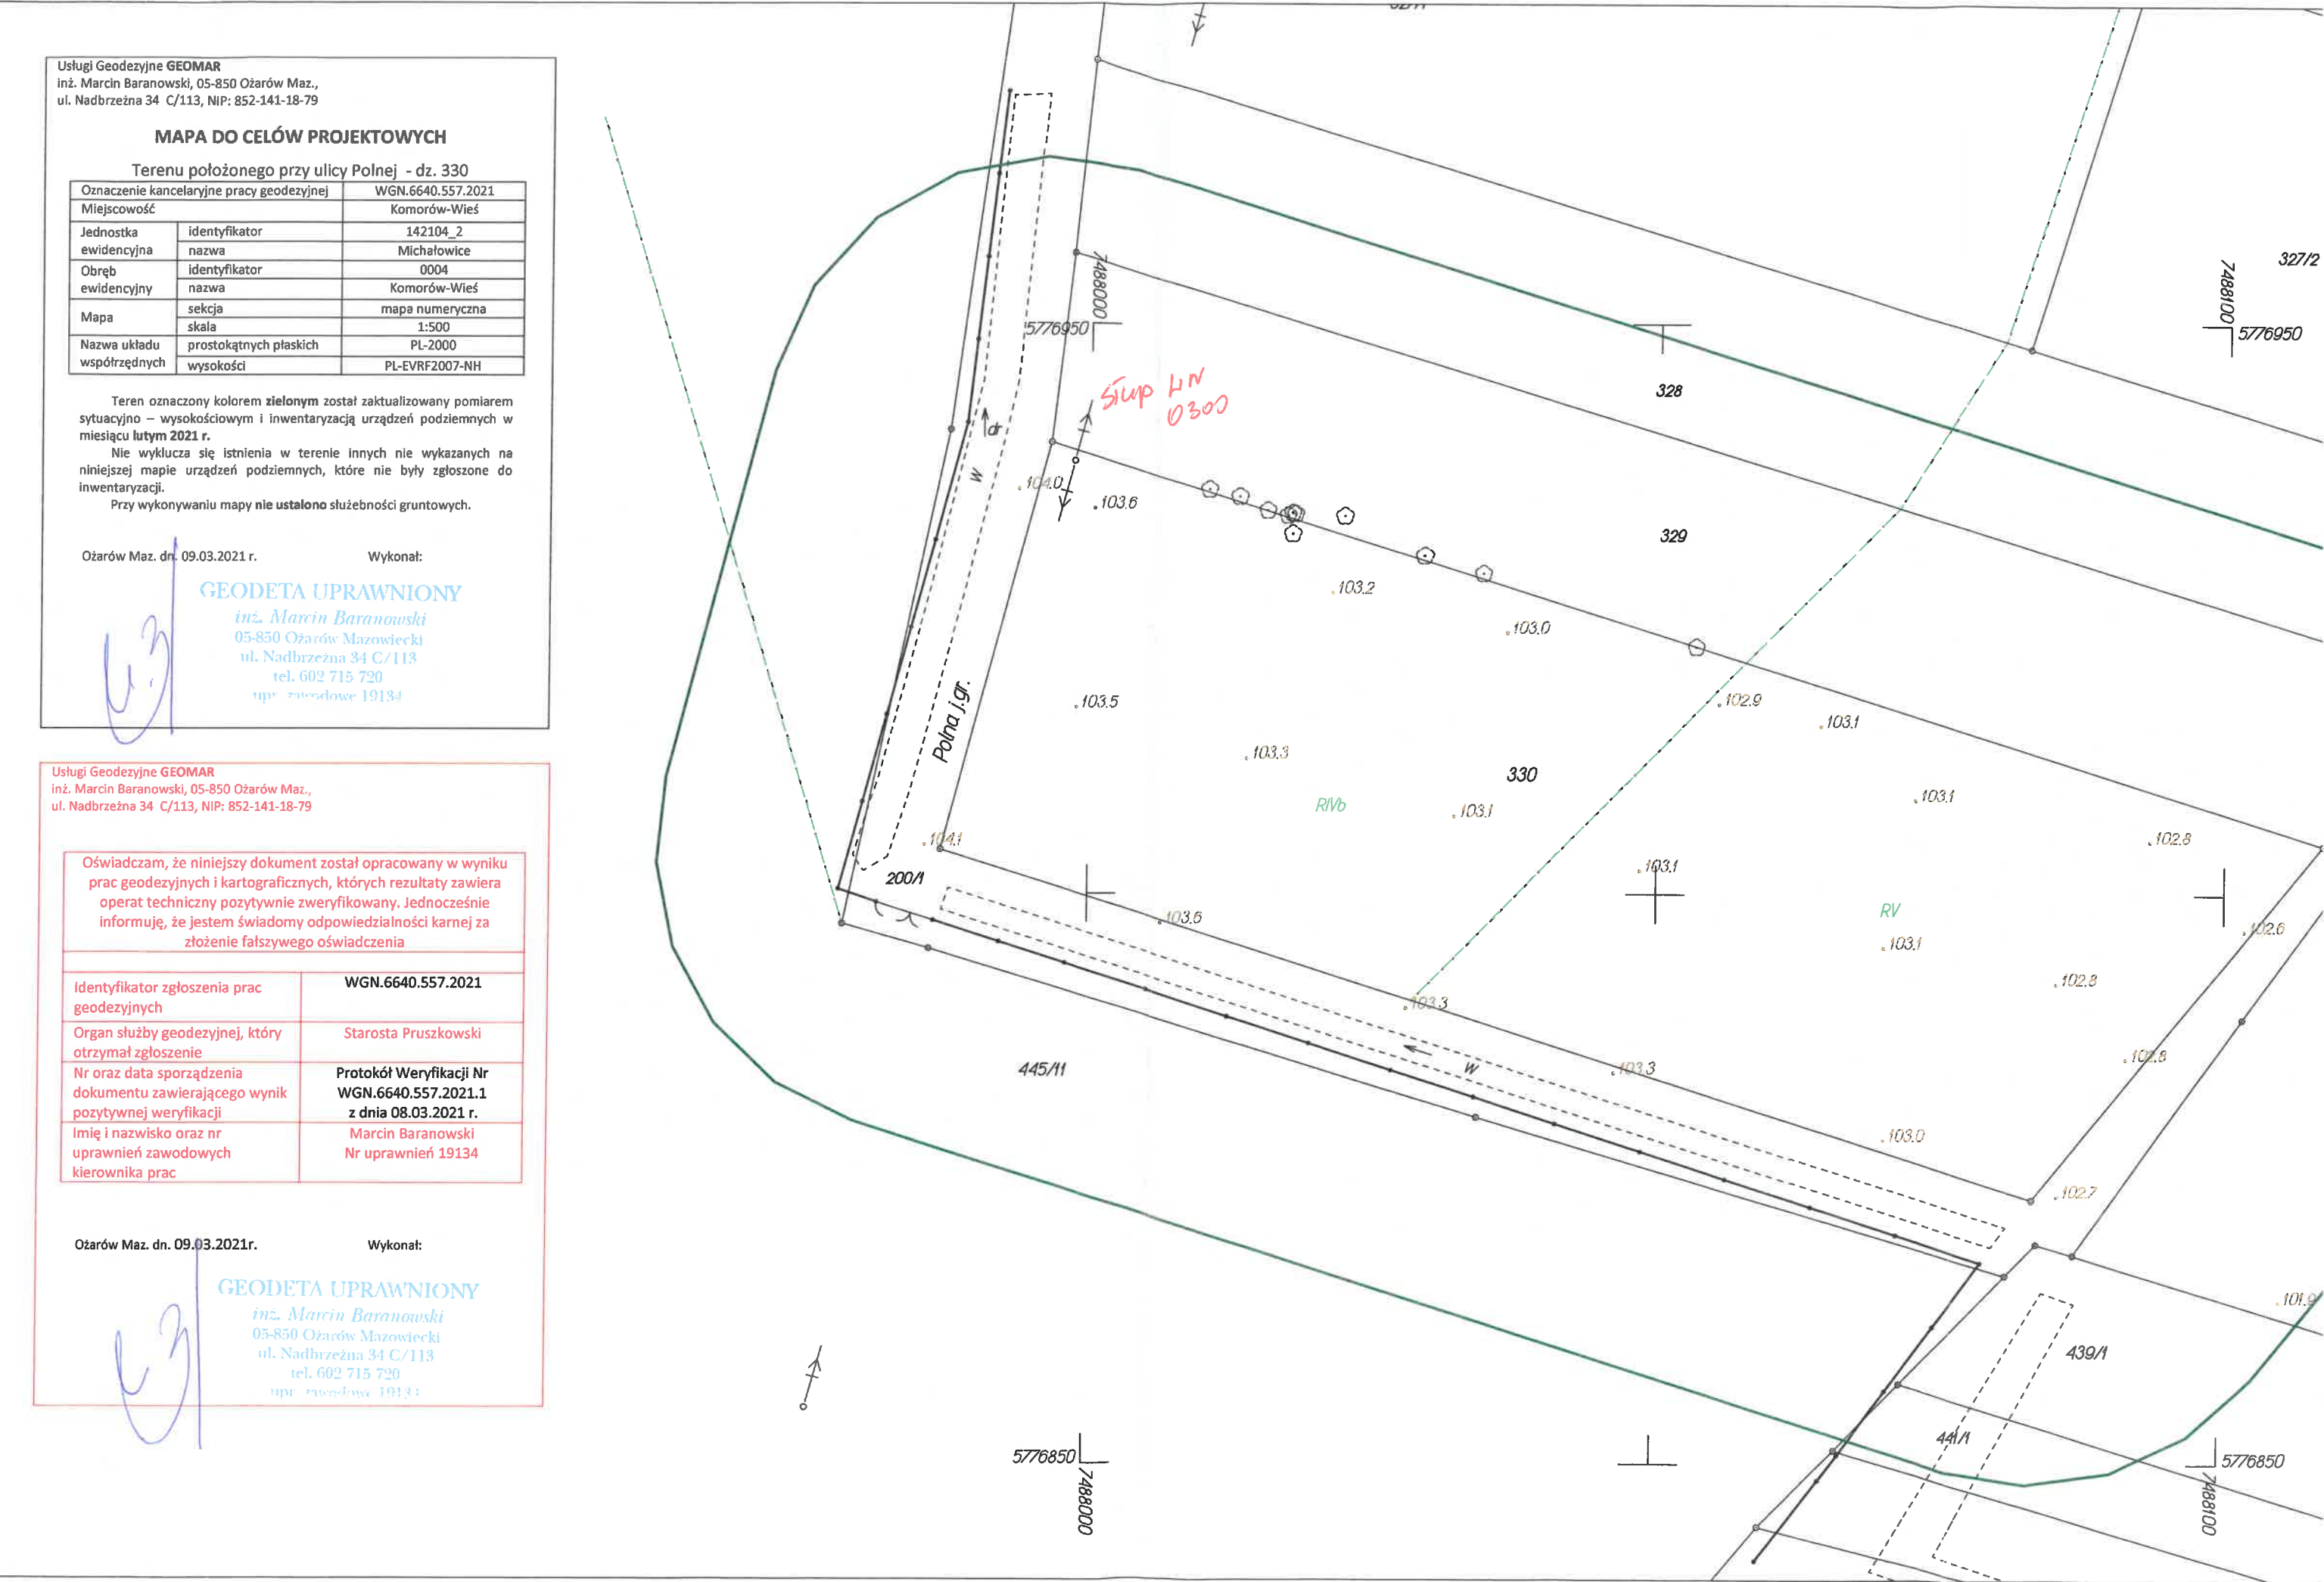 Usługi Geodezyjne GEOMAR
inż. Marcin Baranowski, 05-850 Ożarów Maz.,
ul. Nadbrzeżna 34 C/113, NIP: 852-141-18-79
MAPA DO CELÓW PROJEKTOWYCH
Terenu położonego przy ulicy Polnej - dz. 330
Oznaczenie kancelaryjne pracy geodezyjnej WGN.6640.557.2021
Miejscowość Komorów-Wieś
Jednostka ewidencyjna identyfikator 142104_2
nazwa Michałowice
Obręb ewidencyjny identyfikator 0004
nazwa Komorów-Wieś
Mapa sekcja mapa numeryczna
skala 1:500
Nazwa układu współrzędnych prostokątnych płaskich PL-2000
wysokości PL-EVRF2007-NH
Teren oznaczony kolorem zielonym został zaktualizowany pomiarem
sytuacyjno – wysokościowym i inwentaryzacją urządzeń podziemnych w
miesiącu lutym 2021 r.
Nie wyklucza się istnienia w terenie innych nie wykazanych na
niniejszej mapie urządzeń podziemnych, które nie były zgłoszone do
inwentaryzacji.
Przy wykonywaniu mapy nie ustalono służebności gruntowych.
Ożarów Maz. dn. 09.03.2021 r. Wykonał:
GEODETA UPRAWNIONY
inż. Marcin Baranowski
05-850 Ożarów Mazowiecki
ul. Nadbrzeżna 34 C/113
tel. 602 715 720
upr. zawodowe 19134
Usługi Geodezyjne GEOMAR
inż. Marcin Baranowski, 05-850 Ożarów Maz.,
ul. Nadbrzeżna 34 C/113, NIP: 852-141-18-79
Oświadczam, że niniejszy dokument został opracowany w wyniku
prac geodezyjnych i kartograficznych, których rezultaty zawiera
operat techniczny pozytywnie zweryfikowany. Jednocześnie
informuję, że jestem świadomy odpowiedzialności karnej za
złożenie fałszywego oświadczenia
Identyfikator zgłoszenia prac WGN.6640.557.2021
geodezyjnych
Organ służby geodezyjnej, który Starosta Pruszkowski
otrzymał zgłoszenie
Nr oraz data sporządzenia Protokół Weryfikacji Nr
dokumentu zawierającego wynik WGN.6640.557.2021.1
pozytywnej weryfikacji z dnia 08.03.2021 r.
Imię i nazwisko oraz nr Marcin Baranowski
uprawnień zawodowych Nr uprawnień 19134
kierownika prac
Ożarów Maz. dn. 09.03.2021r. Wykonał:
GEODETA UPRAWNIONY
inż. Marcin Baranowski
05-850 Ożarów Mazowiecki
ul. Nadbrzeżna 34 C/113
tel. 602 715 720
upr. zawodowe 19134
327/2
7488000
5776950
7488100
5776950
Słup
328
dr
W
104.0
103.6
329
103.2
103.0
103.5
Polna j.gr.
102.9
103.1
103.3
330
RIVb
103.1
103.1
104.1
102.8
200/1
103.1
103.6
RV
103.1
102.6
102.8
103.3
445/11
W
103.3
102.8
103.0
102.7
101.9
439/1
441/1
5776850
7488000
5776850
7488100